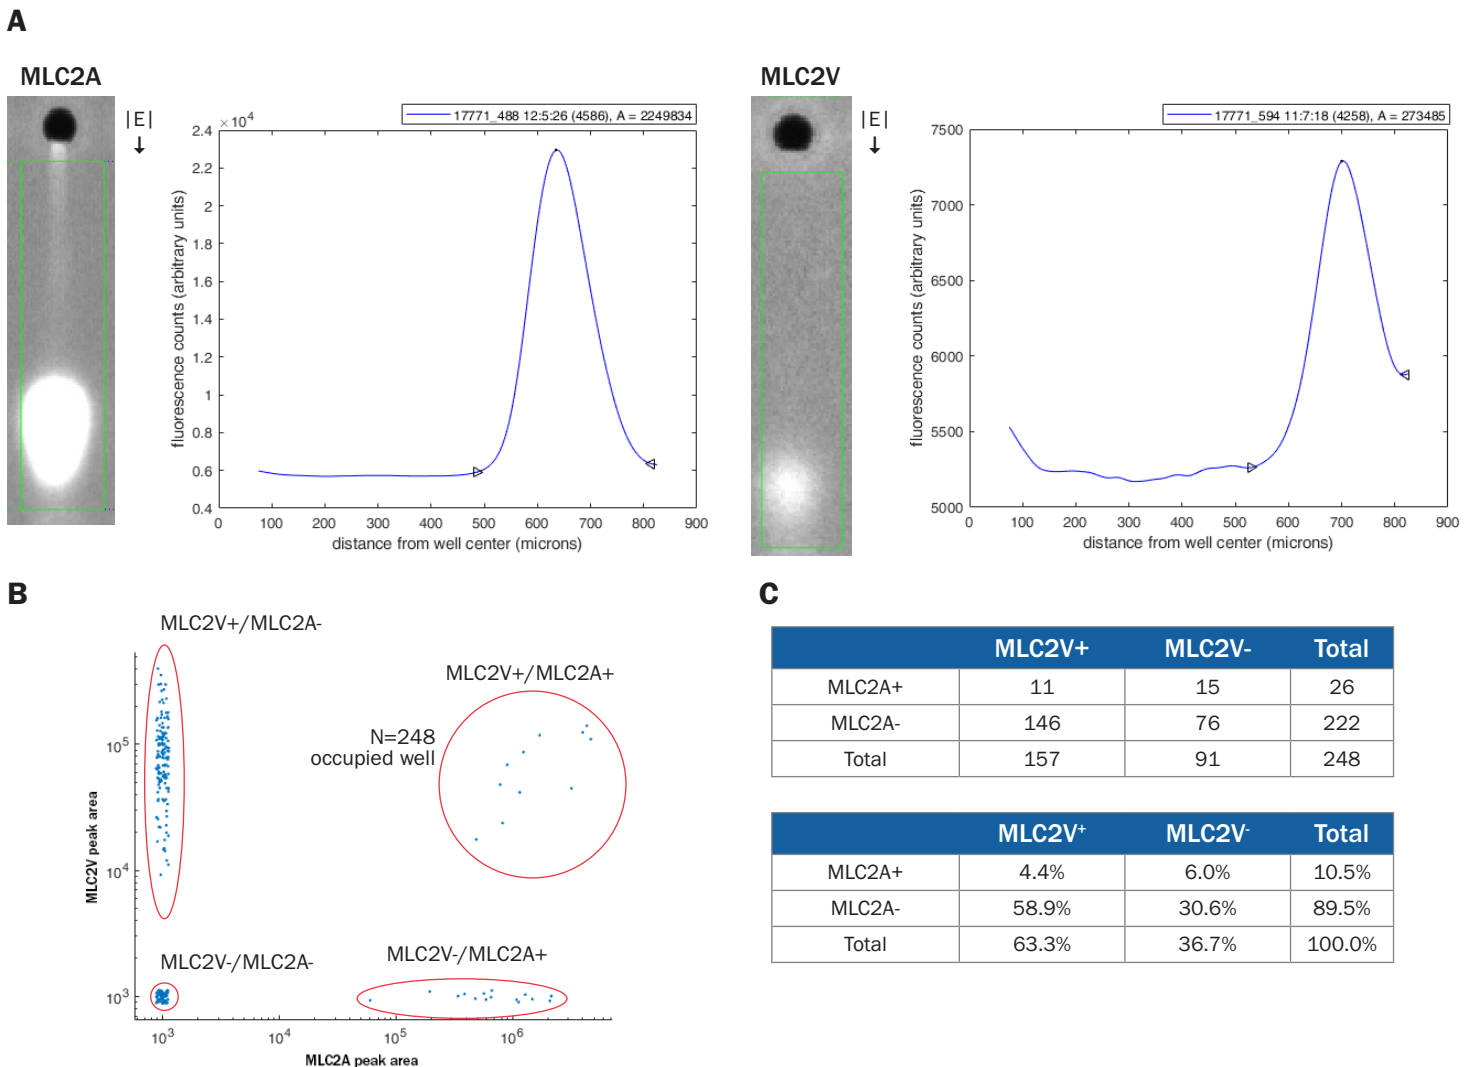 A
MLC2A
|E|
17771_488 12:5:26 (4586), A = 2249834
×10⁴
2.4
2.2
2
1.8
1.6
1.4
1.2
1
0.8
0.6
0.4
fluorescence counts (arbitrary units)
0 100 200 300 400 500 600 700 800 900
distance from well center (microns)
MLC2V
|E|
17771_594 11:7:18 (4258), A = 273485
7500
7000
6500
6000
5500
5000
fluorescence counts (arbitrary units)
0 100 200 300 400 500 600 700 800 900
distance from well center (microns)
B
MLC2V+/MLC2A-
MLC2V+/MLC2A+
N=248
occupied well
MLC2V-/MLC2A-
MLC2V-/MLC2A+
10⁵
10⁴
10³
MLC2V peak area
10³ 10⁴ 10⁵ 10⁶
MLC2A peak area
C
MLC2V+ MLC2V- Total
MLC2A+ 11 15 26
MLC2A- 146 76 222
Total 157 91 248
MLC2V⁺ MLC2V⁻ Total
MLC2A+ 4.4% 6.0% 10.5%
MLC2A- 58.9% 30.6% 89.5%
Total 63.3% 36.7% 100.0%